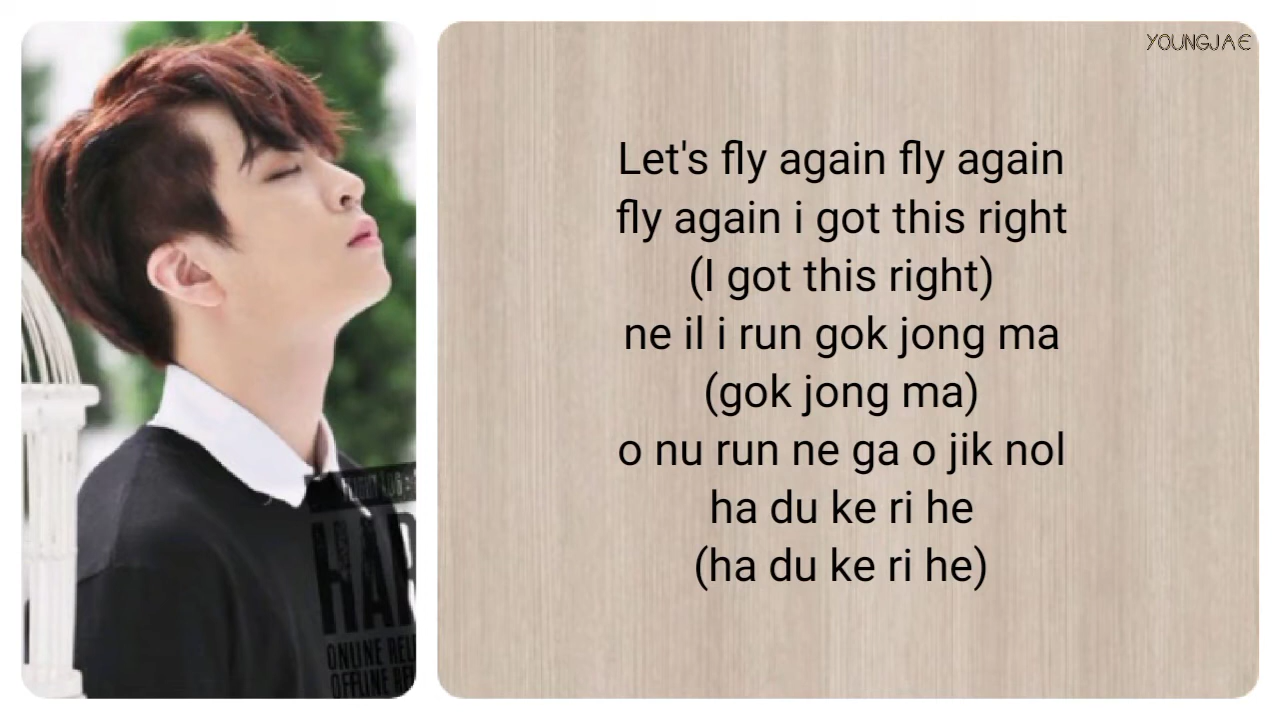 YOUNGJAE
Let's fly again fly again
fly again i got this right
(I got this right)
ne il i run gok jong ma
(gok jong ma)
o nu run ne ga o jik nol
ha du ke ri he
(ha du ke ri he)
ONLINE
OFFLINE